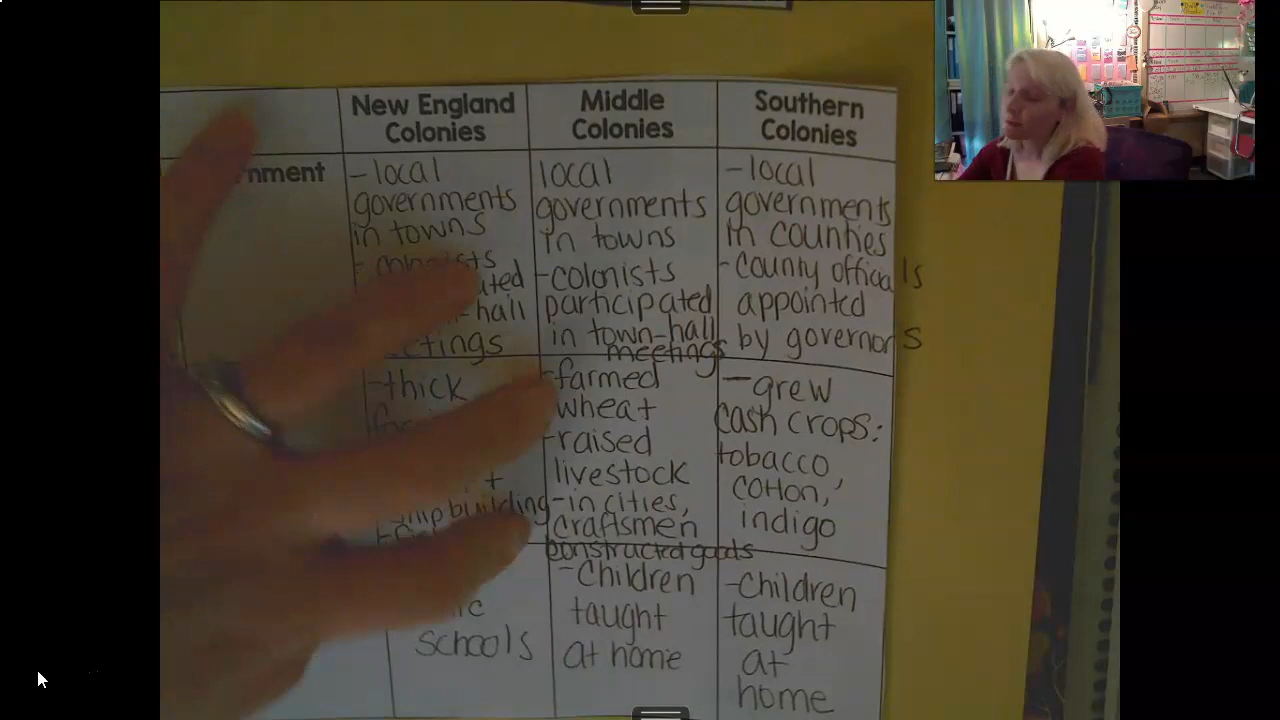 New England
Colonies
Middle
Colonies
Southern
Colonies
-local
governments
in towns
-hall
local
governments
in towns
-colonists
participated
in town-hall
meetings
-local
governments
in counties
-county officials
appointed
by governors
-thick
-farmed
wheat
-raised
livestock
-in cities,
craftsmen
constructed goods
-grew
cash crops:
tobacco,
cotton,
indigo
schools
-Children
taught
at home
-Children
taught
at
home